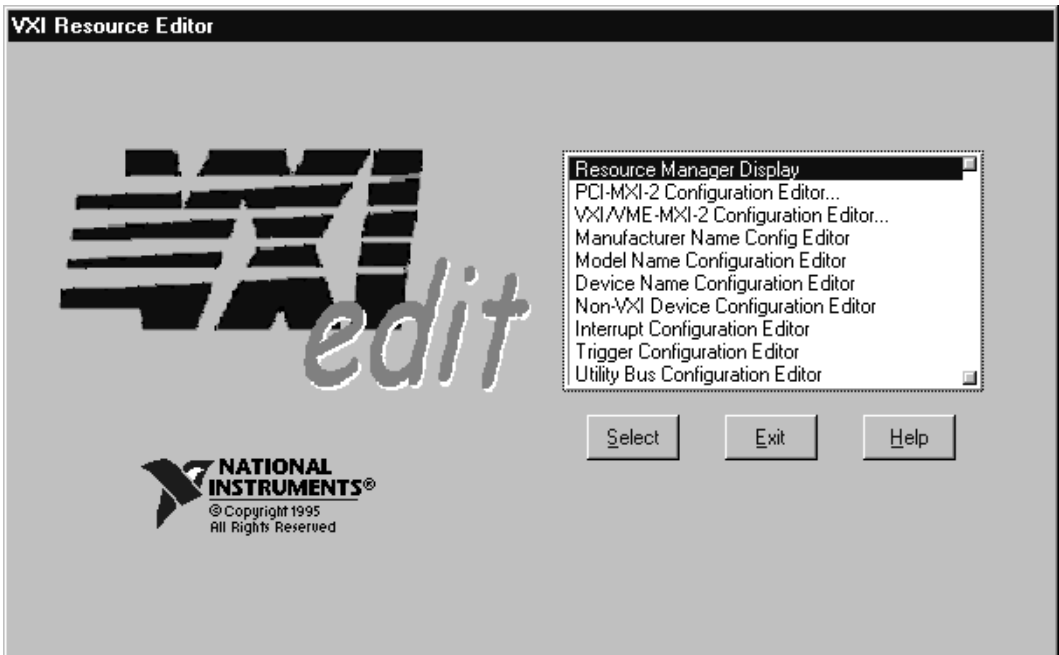 VXI Resource Editor
VXI
edit
Resource Manager Display
PCI-MXI-2 Configuration Editor...
VXI/VME-MXI-2 Configuration Editor...
Manufacturer Name Config Editor
Model Name Configuration Editor
Device Name Configuration Editor
Non-VXI Device Configuration Editor
Interrupt Configuration Editor
Trigger Configuration Editor
Utility Bus Configuration Editor
Select Exit Help
NATIONAL
INSTRUMENTS®
© Copyright 1995
All Rights Reserved